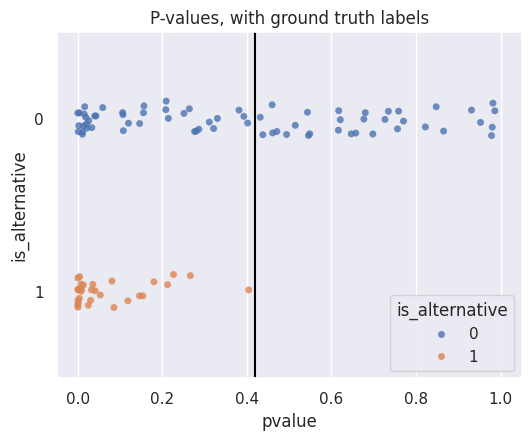 P-values, with ground truth labels
is_alternative
0
1
is_alternative
0
1
0.0 0.2 0.4 0.6 0.8 1.0
pvalue